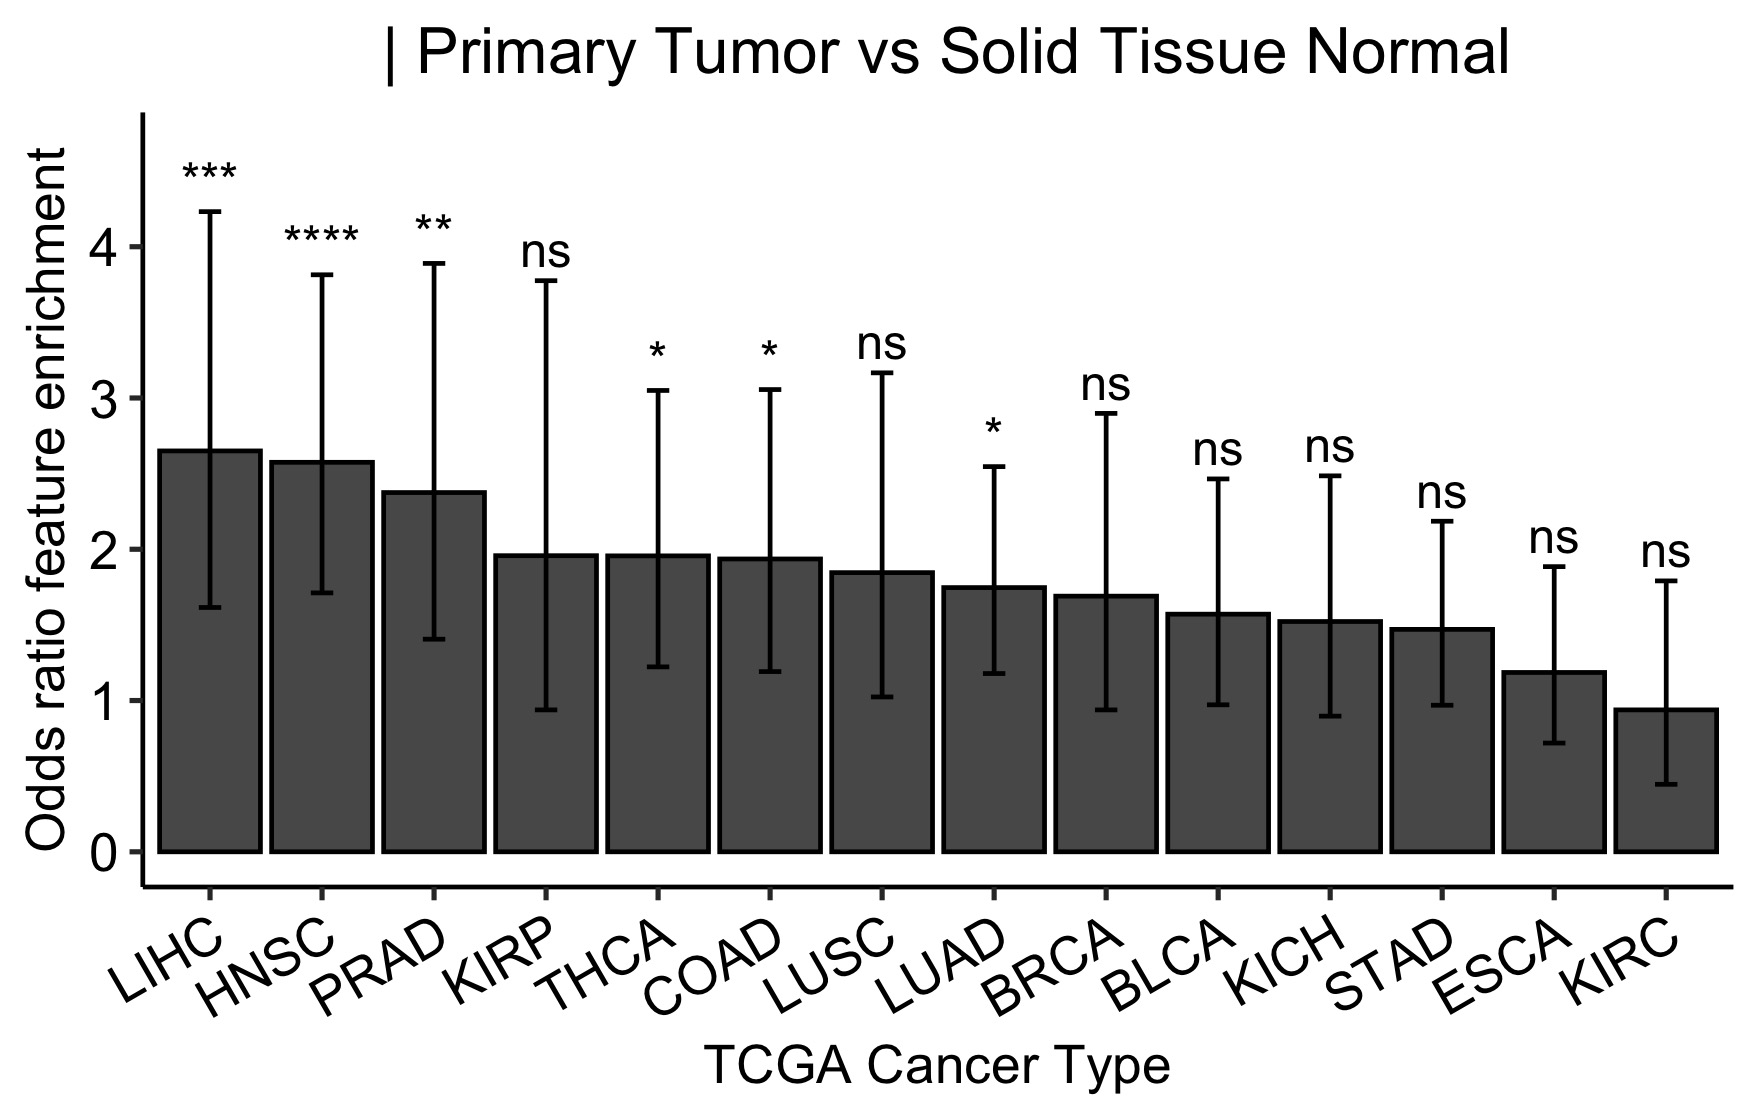 | Primary Tumor vs Solid Tissue Normal
Odds ratio feature enrichment
4
3
2
1
0
***
****
**
ns
*
*
ns
*
ns
ns
ns
ns
ns
ns
LIHC
HNSC
PRAD
KIRP
THCA
COAD
LUSC
LUAD
BRCA
BLCA
KICH
STAD
ESCA
KIRC
TCGA Cancer Type